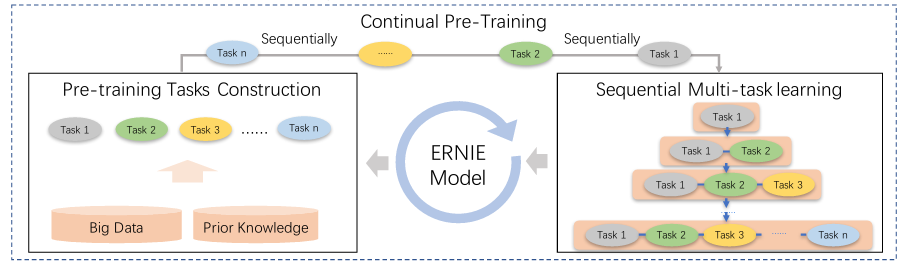 Continual Pre-Training
Task n Sequentially ...... Task 2 Sequentially Task 1
Pre-training Tasks Construction
Task 1 Task 2 Task 3 ...... Task n
Big Data Prior Knowledge
ERNIE
Model
Sequential Multi-task learning
Task 1
Task 1 Task 2
Task 1 Task 2 Task 3
......
Task 1 Task 2 Task 3 ...... Task n